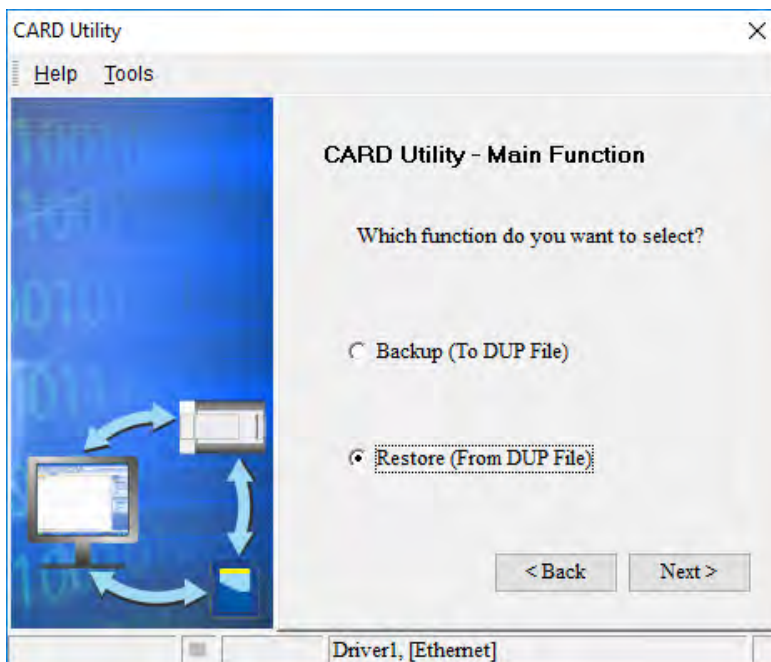 CARD Utility
Help Tools
CARD Utility - Main Function
Which function do you want to select?
Backup (To DUP File)
Restore (From DUP File)
< Back Next >
Driver1, [Ethernet]